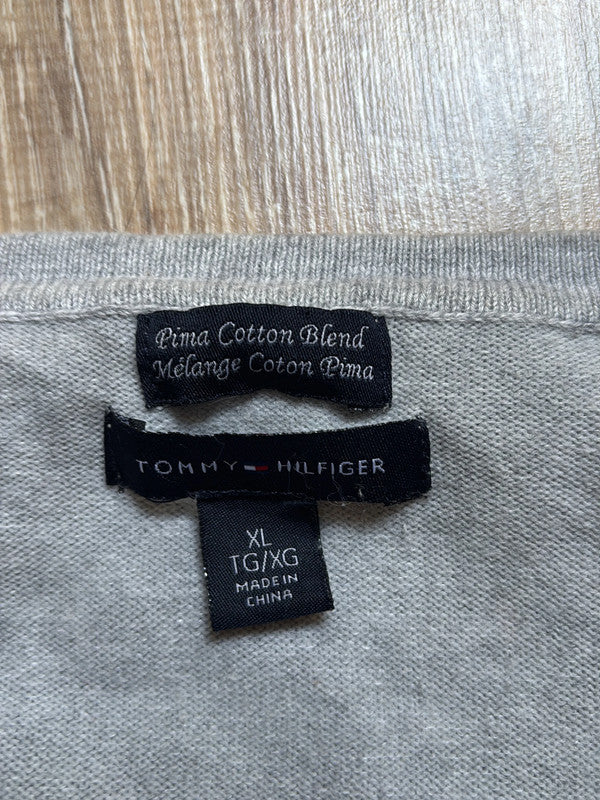 Pima Cotton Blend
Mélange Coton Pima
TOMMY HILFIGER
XL
TG/XG
MADE IN
CHINA